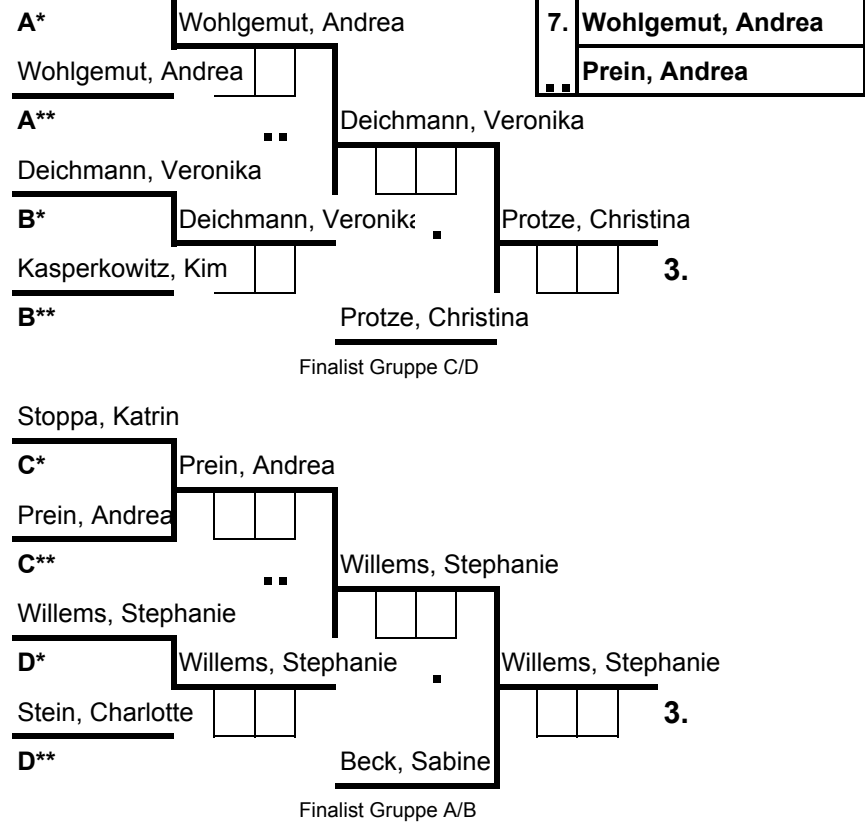 A*
Wohlgemut, Andrea
7. Wohlgemut, Andrea
Wohlgemut, Andrea
Prein, Andrea
A**
Deichmann, Veronika
Deichmann, Veronika
B*
Deichmann, Veronika
Protze, Christina
Kasperkowitz, Kim
3.
B**
Protze, Christina
Finalist Gruppe C/D
Stoppa, Katrin
C*
Prein, Andrea
Prein, Andrea
C**
Willems, Stephanie
Willems, Stephanie
D*
Willems, Stephanie
Willems, Stephanie
Stein, Charlotte
3.
D**
Beck, Sabine
Finalist Gruppe A/B